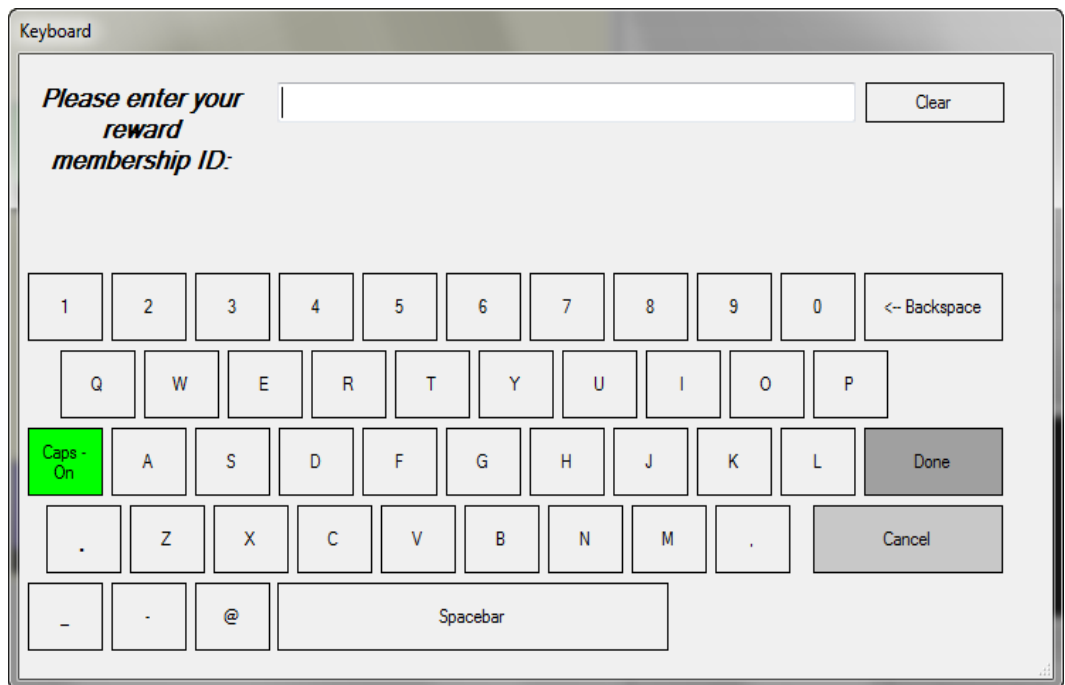 Keyboard
Please enter your
reward
membership ID:
Clear
1 2 3 4 5 6 7 8 9 0 <-- Backspace
Q W E R T Y U I O P
Caps -
On
A S D F G H J K L Done
. Z X C V B N M , Cancel
_ - @ Spacebar